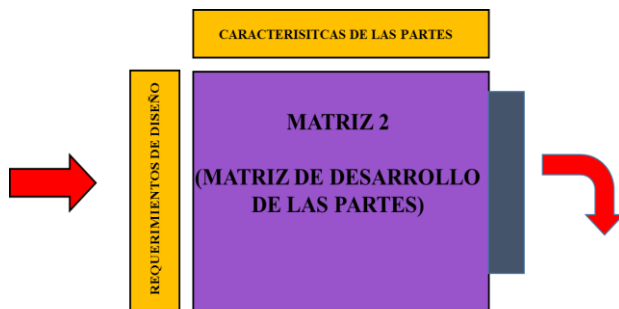 CARACTERISITCAS DE LAS PARTES
REQUERIMIENTOS DE DISEÑO
MATRIZ 2
(MATRIZ DE DESARROLLO
DE LAS PARTES)